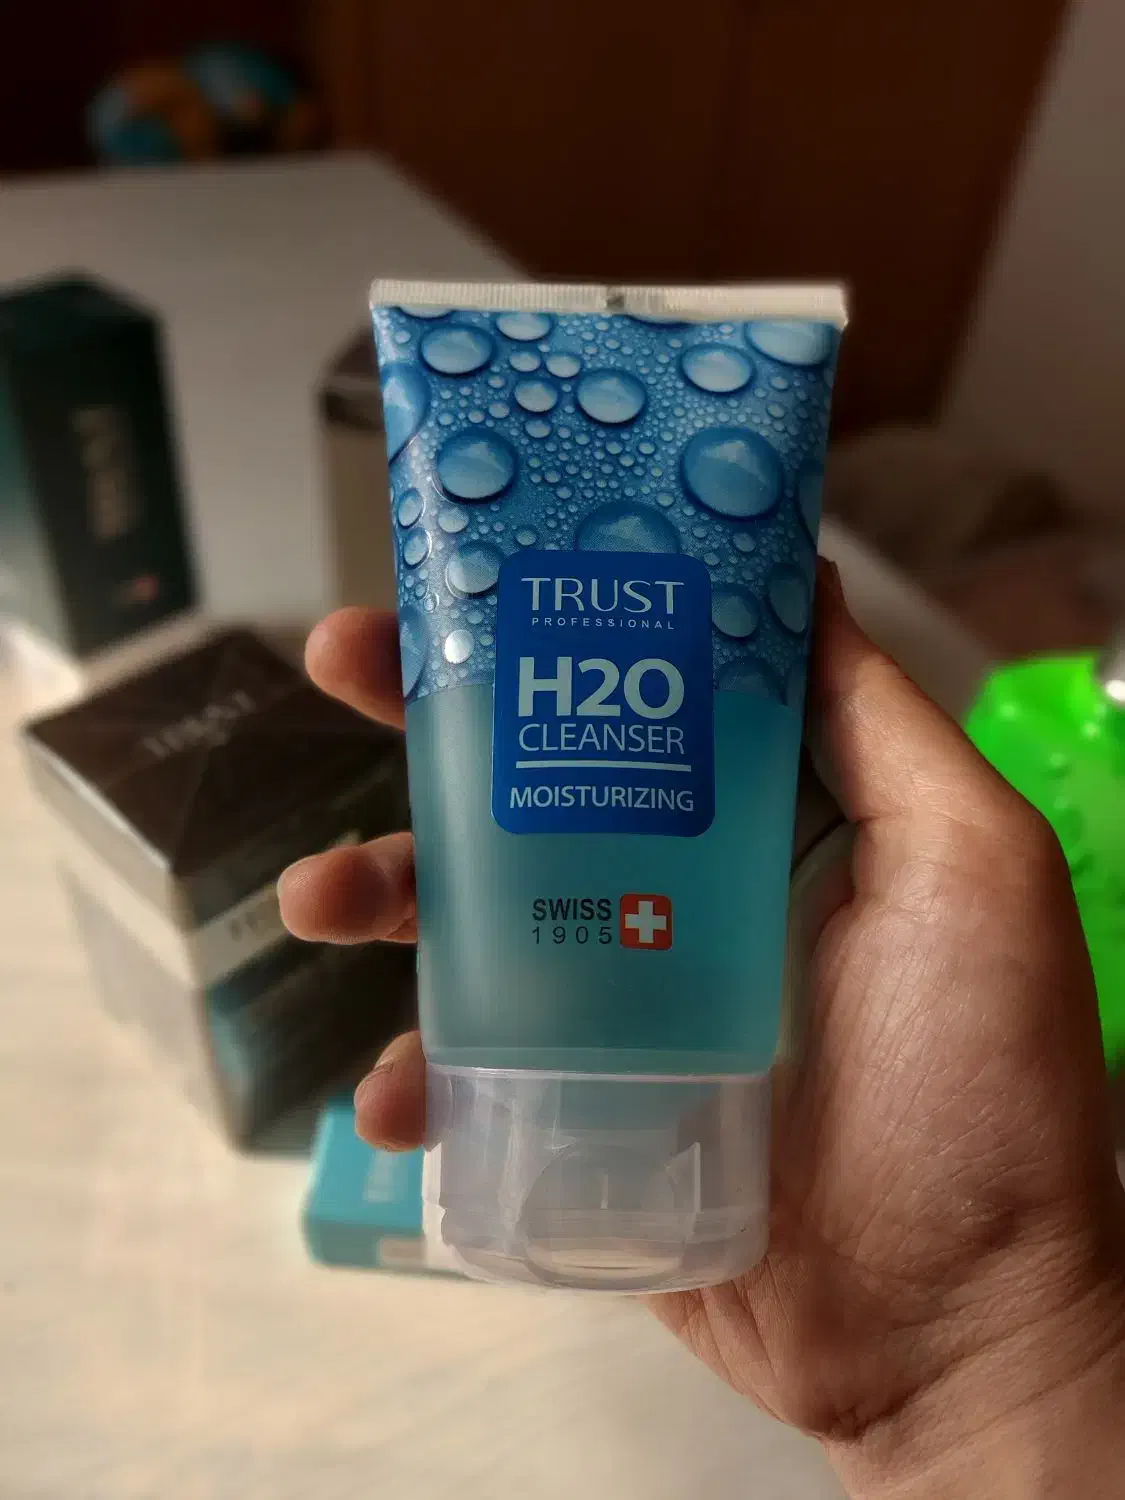 TRUST
PROFESSIONAL
H2O
CLEANSER
MOISTURIZING
SWISS
1905